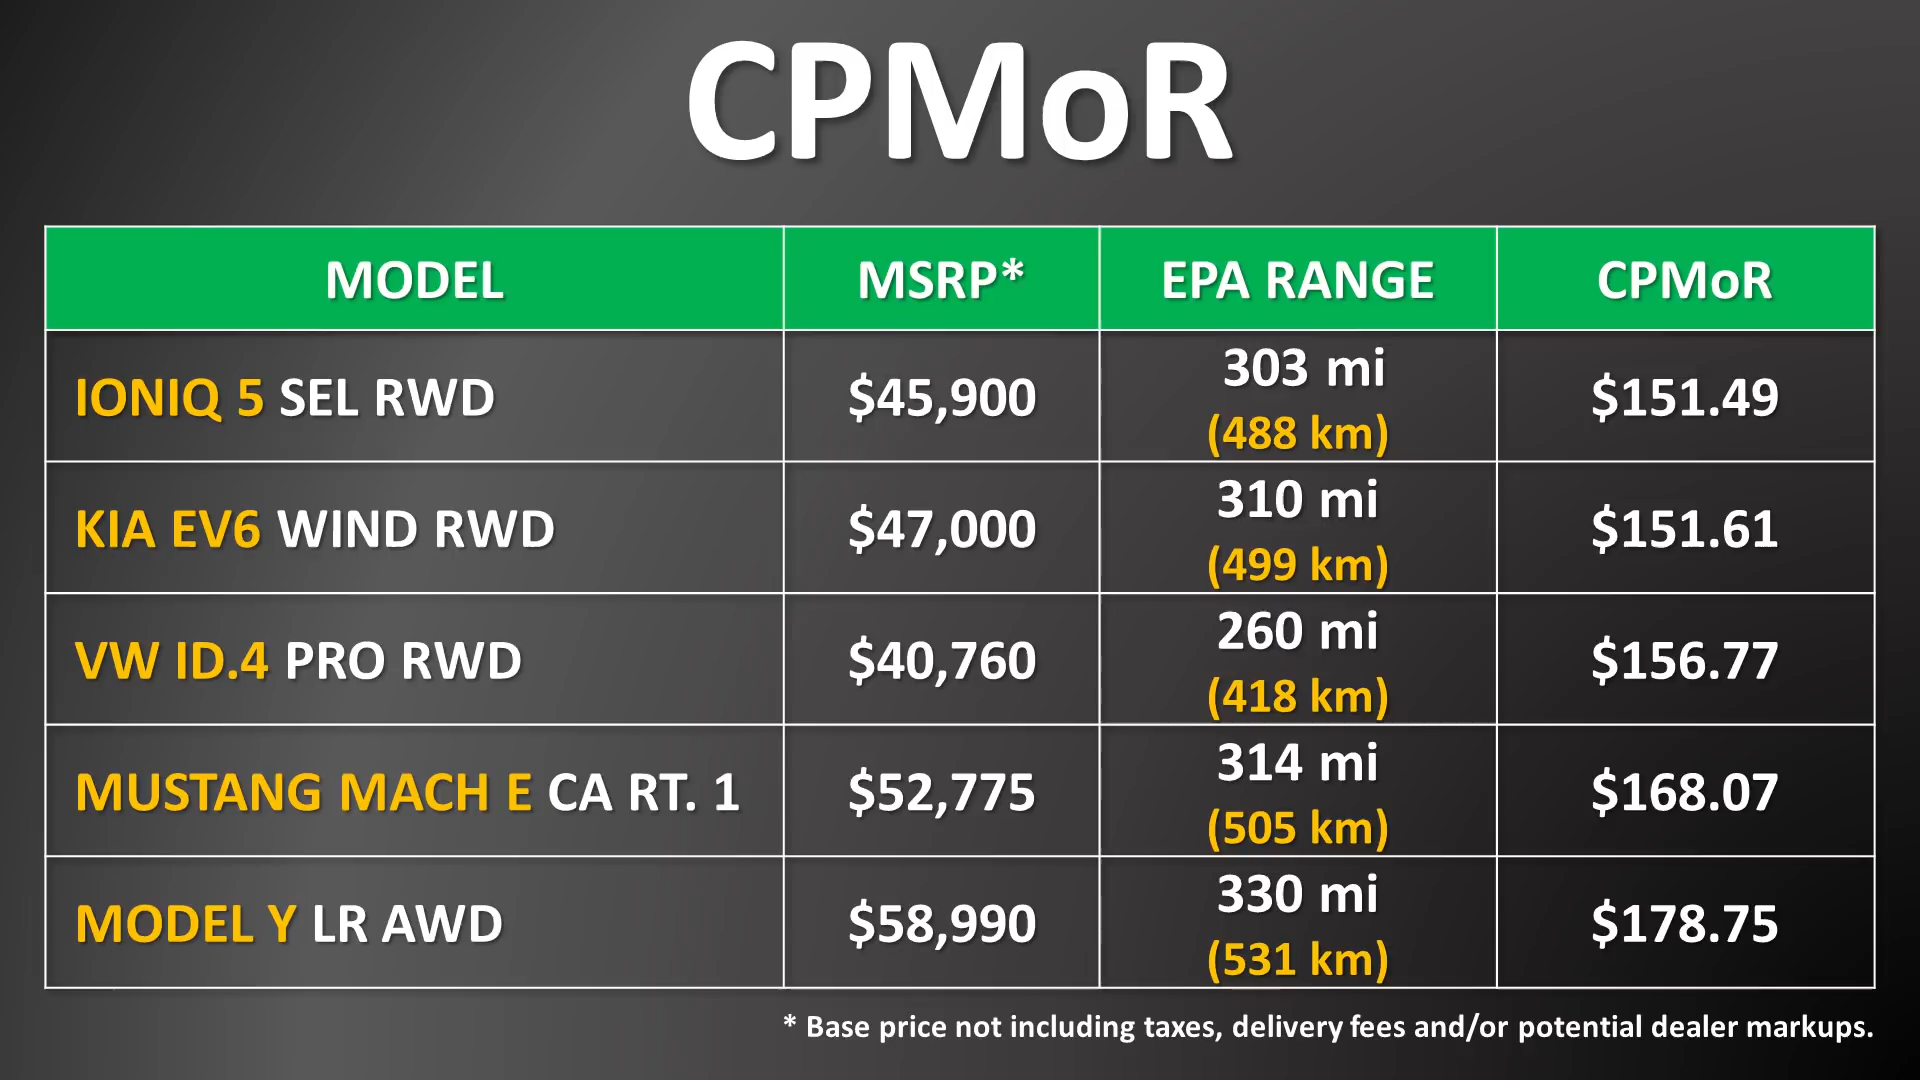 CPMoR
MODEL MSRP* EPA RANGE CPMoR
IONIQ 5 SEL RWD $45,900 303 mi $151.49
(488 km)
KIA EV6 WIND RWD $47,000 310 mi $151.61
(499 km)
VW ID.4 PRO RWD $40,760 260 mi $156.77
(418 km)
MUSTANG MACH E CA RT. 1 $52,775 314 mi $168.07
(505 km)
MODEL Y LR AWD $58,990 330 mi $178.75
(531 km)
* Base price not including taxes, delivery fees and/or potential dealer markups.